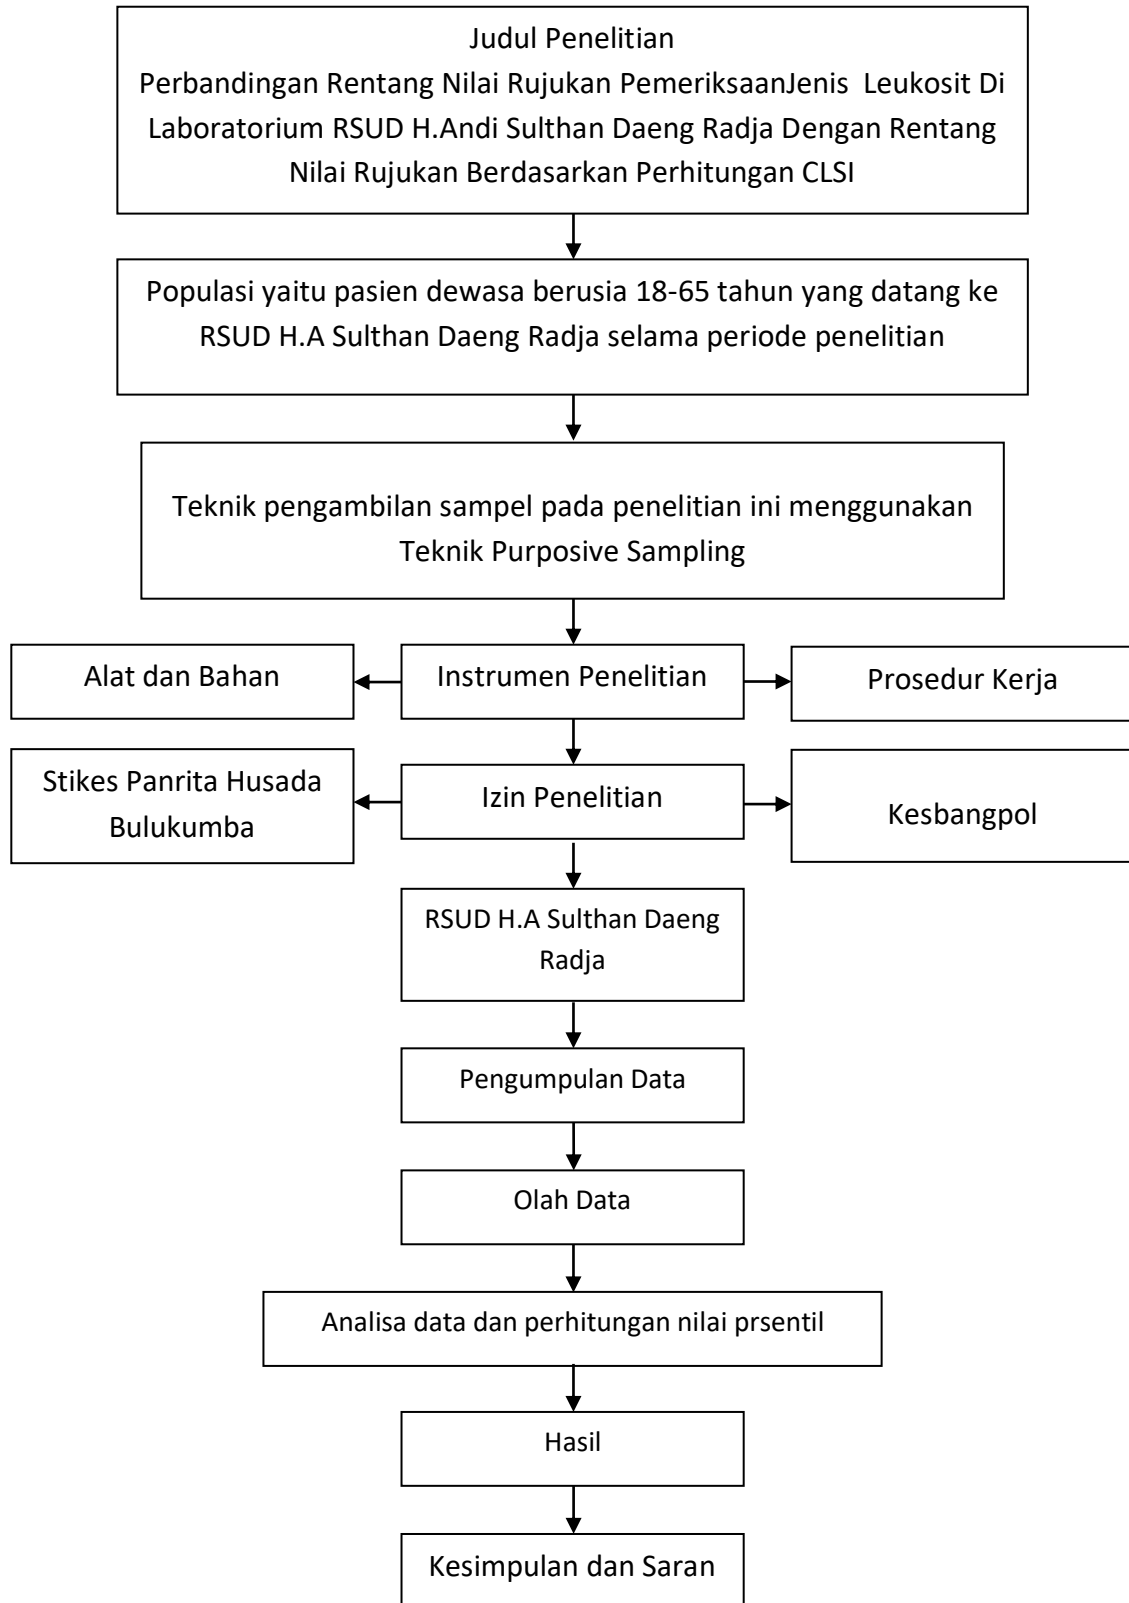 Judul Penelitian
Perbandingan Rentang Nilai Rujukan PemeriksaanJenis Leukosit Di
Laboratorium RSUD H.Andi Sulthan Daeng Radja Dengan Rentang
Nilai Rujukan Berdasarkan Perhitungan CLSI
Populasi yaitu pasien dewasa berusia 18-65 tahun yang datang ke
RSUD H.A Sulthan Daeng Radja selama periode penelitian
Teknik pengambilan sampel pada penelitian ini menggunakan
Teknik Purposive Sampling
Alat dan Bahan
Instrumen Penelitian
Prosedur Kerja
Stikes Panrita Husada
Bulukumba
Izin Penelitian
Kesbangpol
RSUD H.A Sulthan Daeng
Radja
Pengumpulan Data
Olah Data
Analisa data dan perhitungan nilai prsentil
Hasil
Kesimpulan dan Saran